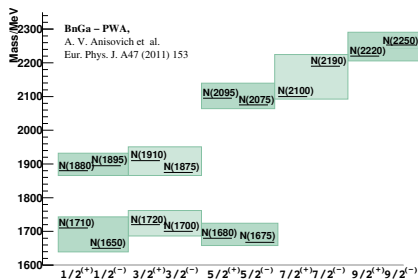 Mass/MeV
BnGa – PWA,
A. V. Anisovich et al.
Eur. Phys. J. A47 (2011) 153
2300
2200
2100
2000
1900
1800
1700
1600
N(2220) N(2250)
N(2190)
N(2100)
N(2095) N(2075)
N(1880) N(1895) N(1910) N(1875)
N(1710) N(1650) N(1720) N(1700) N(1680) N(1675)
1/2(+) 1/2(−) 3/2(+) 3/2(−) 5/2(+) 5/2(−) 7/2(+) 7/2(−) 9/2(+) 9/2(−)